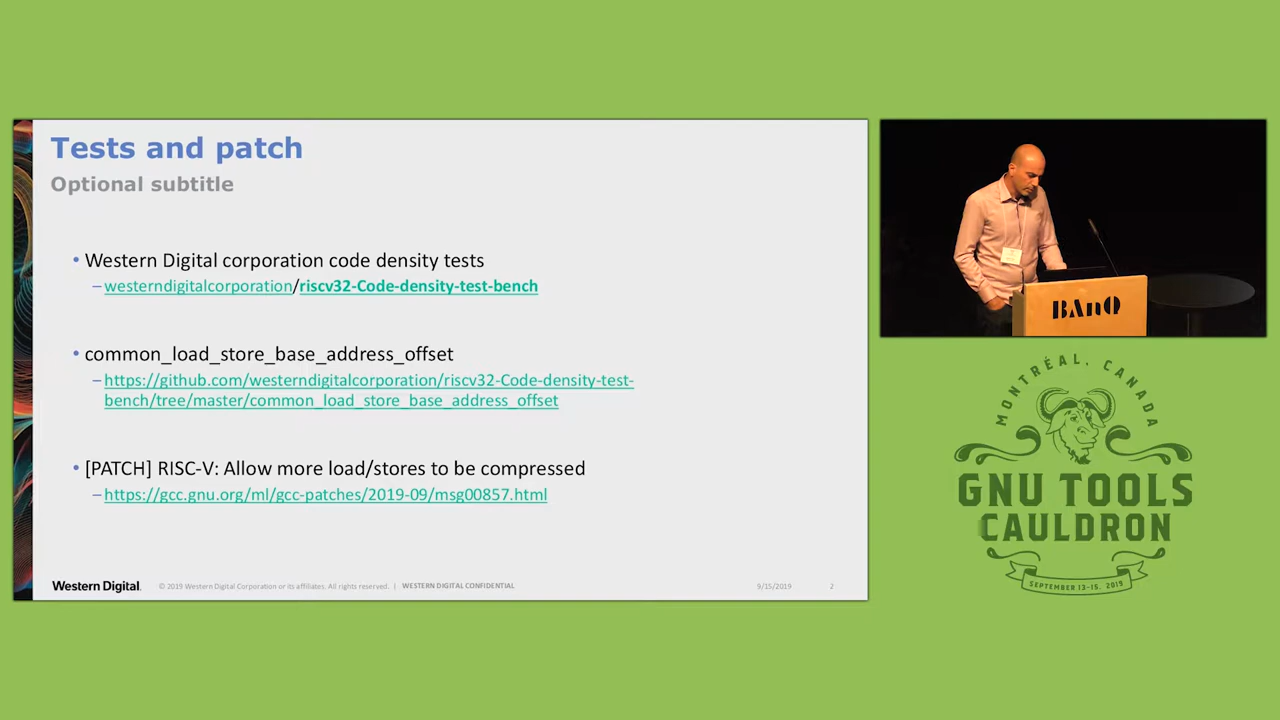 Tests and patch
Optional subtitle
• Western Digital corporation code density tests
–westerndigitalcorporation/riscv32-Code-density-test-bench
• common_load_store_base_address_offset
–https://github.com/westerndigitalcorporation/riscv32-Code-density-test-
bench/tree/master/common_load_store_base_address_offset
• [PATCH] RISC-V: Allow more load/stores to be compressed
–https://gcc.gnu.org/ml/gcc-patches/2019-09/msg00857.html
Western Digital. © 2019 Western Digital Corporation or its affiliates. All rights reserved. | WESTERN DIGITAL CONFIDENTIAL 9/15/2019 2
BAnQ
MONTRÉAL, CANADA
GNU TOOLS
CAULDRON
SEPTEMBER 13-15, 2019